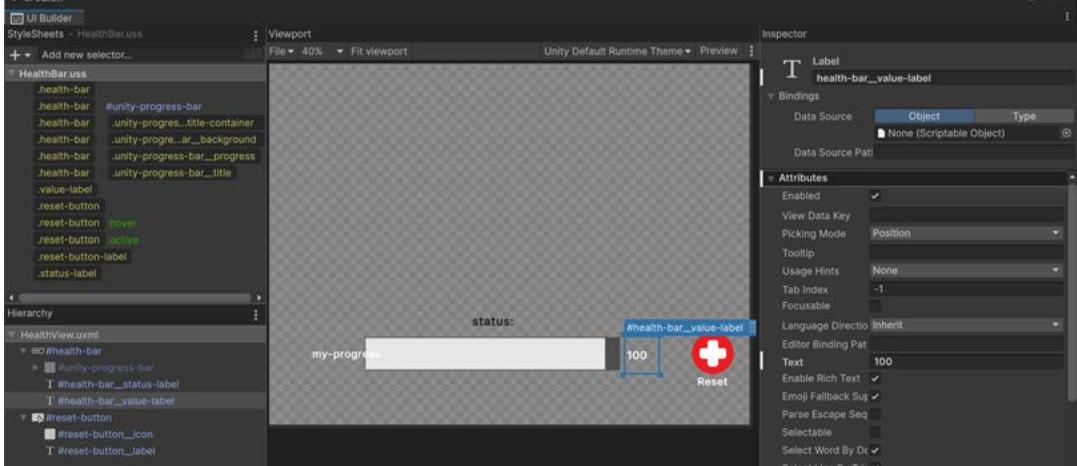 UI Builder
StyleSheets - HealthBar.uss
Add new selector...
HealthBar.uss
.health-bar
.health-bar #unity-progress-bar
.health-bar .unity-progres...title-container
.health-bar .unity-progre...ar__background
.health-bar .unity-progress-bar__progress
.health-bar .unity-progress-bar__title
.value-label
.reset-button
.reset-button :hover
.reset-button :active
.reset-button-label
.status-label
Hierarchy
HealthView.uxml
#health-bar
#unity-progress-bar
#health-bar__status-label
#health-bar__value-label
#reset-button
#reset-button__icon
#reset-button__label
Viewport
File 40% Fit viewport Unity Default Runtime Theme Preview
status:
#health-bar__value-label
my-progress
100
Reset
Inspector
Label
health-bar__value-label
Bindings
Data Source Object Type
None (Scriptable Object)
Data Source Pat
Attributes
Enabled
View Data Key
Picking Mode Position
Tooltip
Usage Hints None
Tab Index -1
Focusable
Language Directio Inherit
Editor Binding Pat
Text 100
Enable Rich Text
Emoji Fallback Sup
Parse Escape Seq
Selectable
Select Word By Do